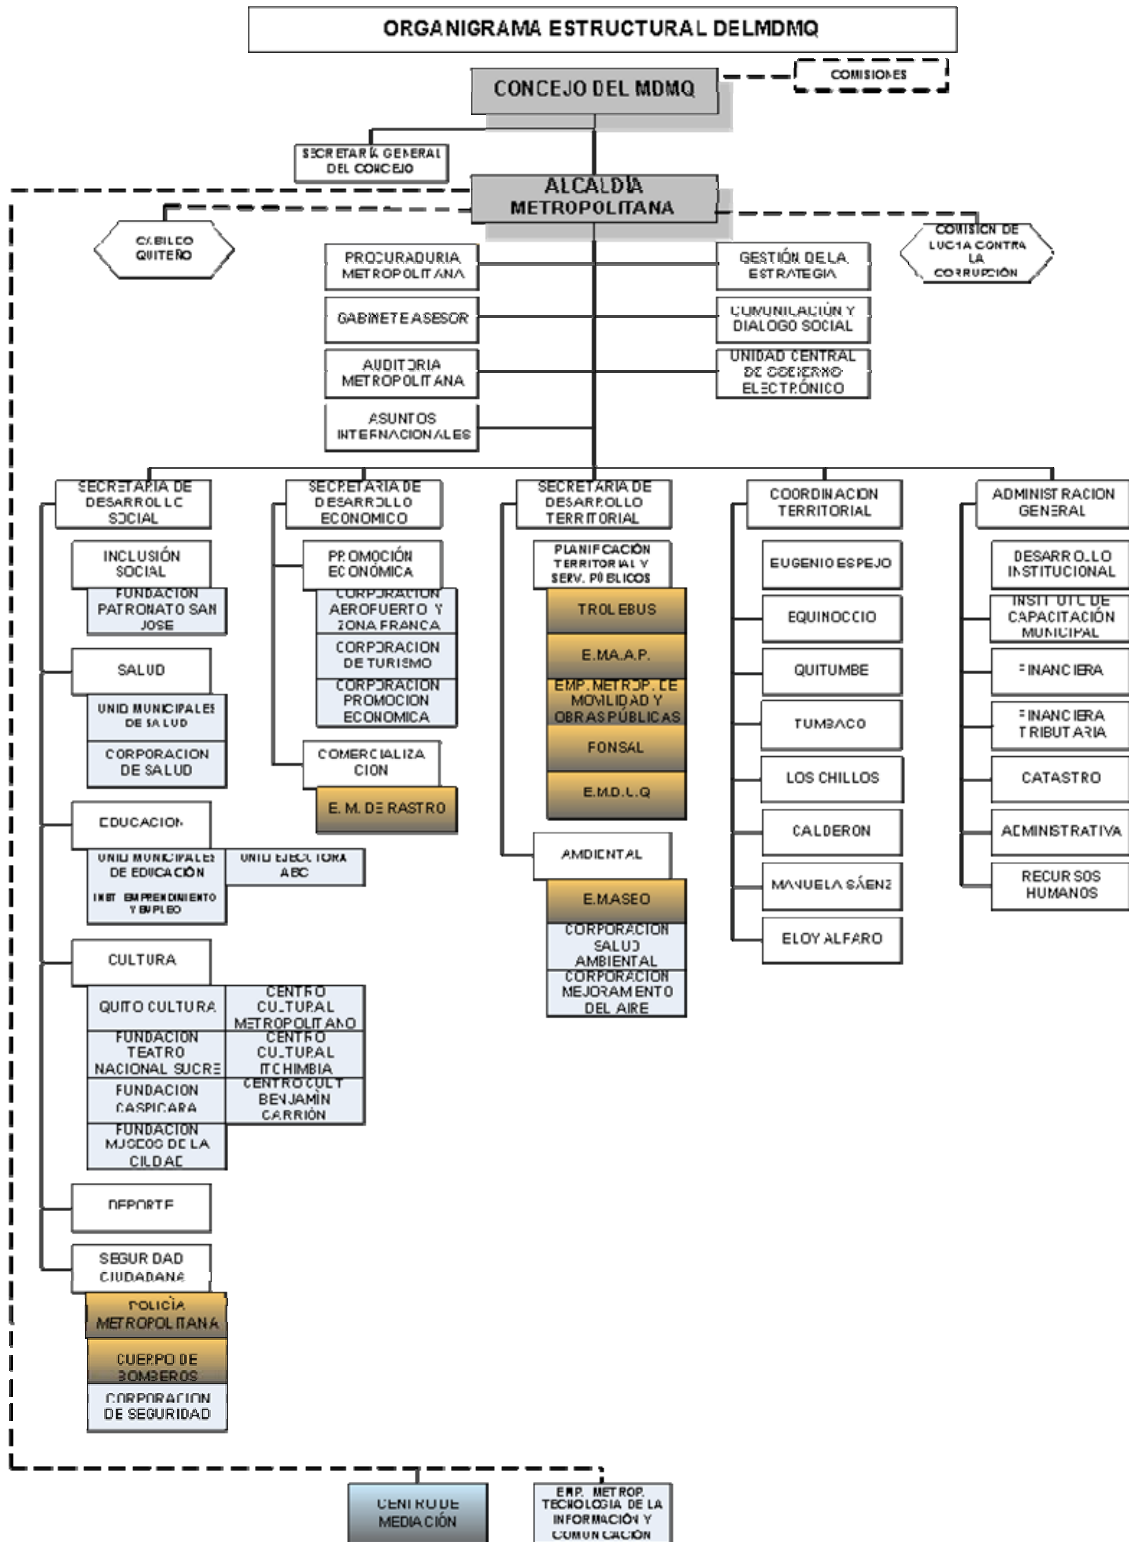 ORGANIGRAMA ESTRUCTURAL DELMDMQ
CONCEJO DEL MDMQ
COMISIONES
SECRETARÍA GENERAL
DEL CONCEJO
ALCALDÍA
METROPOLITANA
CABILDO
QUITEÑO
COMISIÓN DE
LUCHA CONTRA
LA
CORRUPCIÓN
PROCURADURIA
METROPOLITANA
GESTIÓN DE LA
ESTRATEGIA
GABINETE ASESOR
COMUNICACIÓN Y
DIALOGO SOCIAL
AUDITORIA
METROPOLITANA
UNIDAD CENTRAL
DE GOBIERNO
ELECTRÓNICO
ASUNTOS
INTERNACIONALES
SECRETARIA DE
DESARROLLO
SOCIAL
INCLUSIÓN
SOCIAL
FUNDACION
PATRONATO SAN
JOSE
SALUD
UNID MUNICIPALES
DE SALUD
CORPORACION
DE SALUD
EDUCACION
UNID MUNICIPALES
DE EDUCACIÓN
INST EMPRENDIMIENTO
Y EMPLEO
UNID EJECUTORA
ABC
CULTURA
QUITO CULTURA
CENTRO
CULTURAL
METROPOLITANO
FUNDACION
TEATRO
NACIONAL SUCRE
CENTRO
CULTURAL
ITCHIMBIA
FUNDACION
CASPICARA
CENTRO CULT
BENJAMÍN
CARRIÓN
FUNDACION
MUSEOS DE LA
CIUDAD
DEPORTE
SEGURIDAD
CIUDADANA
POLICÍA
METROPOLITANA
CUERPO DE
BOMBEROS
CORPORACION
DE SEGURIDAD
SECRETARIA DE
DESARROLLO
ECONOMICO
PROMOCIÓN
ECONÓMICA
CORPORACION
AEROPUERTO Y
ZONA FRANCA
CORPORACION
DE TURISMO
CORPORACION
PROMOCION
ECONOMICA
COMERCIALIZA
CION
E. M. DE RASTRO
SECRETARIA DE
DESARROLLO
TERRITORIAL
PLANIFICACIÓN
TERRITORIAL Y
SERV. PÚBLICOS
TROLEBUS
E.M.A.A.P.
EMP. METROP. DE
MOVILIDAD Y
OBRAS PÚBLICAS
FONSAL
E.M.D.U.Q
AMBIENTAL
E.M.ASEO
CORPORACION
SALUD
AMBIENTAL
CORPORACION
MEJORAMIENTO
DEL AIRE
COORDINACION
TERRITORIAL
EUGENIO ESPEJO
EQUINOCCIO
QUITUMBE
TUMBACO
LOS CHILLOS
CALDERON
MANUELA SÁENZ
ELOY ALFARO
ADMINISTRACION
GENERAL
DESARROLLO
INSTITUCIONAL
INSTITUTO DE
CAPACITACIÓN
MUNICIPAL
FINANCIERA
FINANCIERA
TRIBUTARIA
CATASTRO
ADMINISTRATIVA
RECURSOS
HUMANOS
CENTRO DE
MEDIACIÓN
EMP. METROP.
TECNOLOGIA DE LA
INFORMACIÓN Y
COMUNICACIÓN